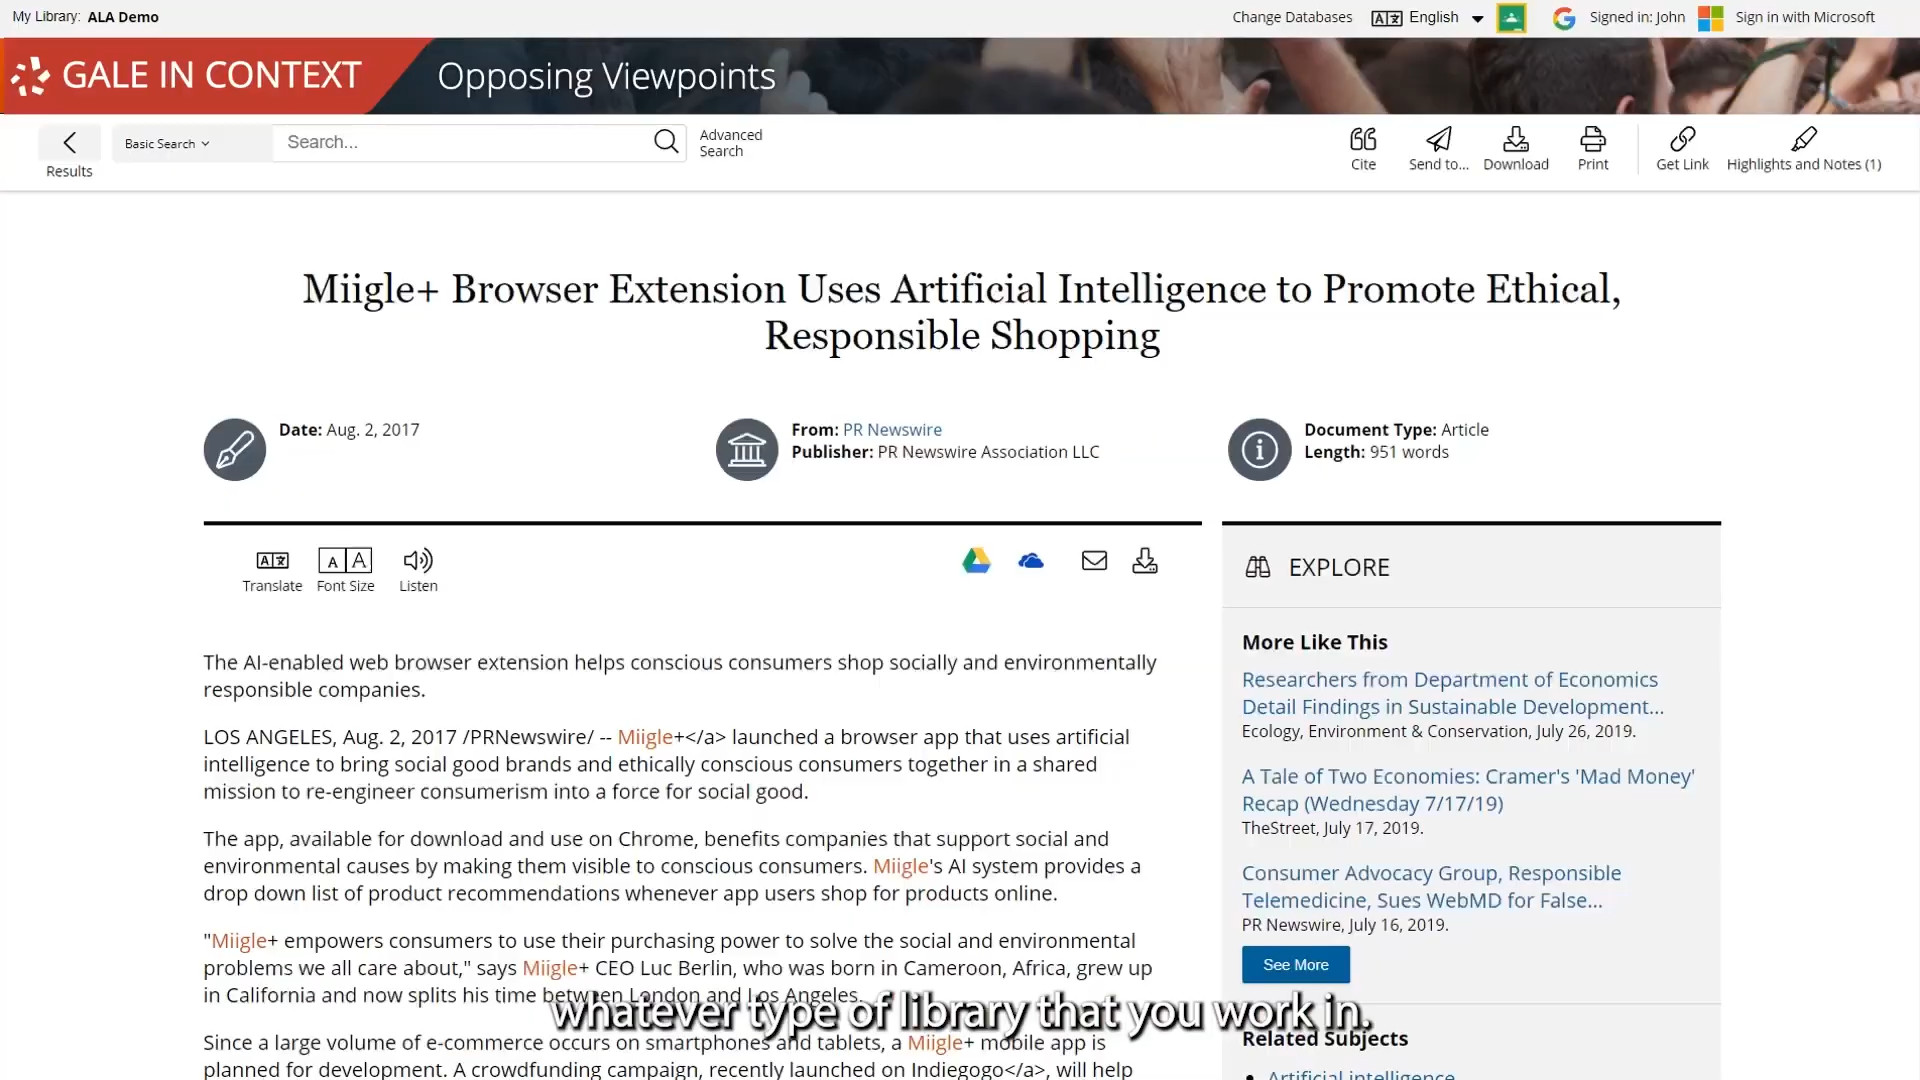 My Library: ALA Demo
Change Databases
English
Signed in: John
Sign in with Microsoft
GALE IN CONTEXT
Opposing Viewpoints
Results
Basic Search
Search...
Advanced
Search
Cite
Send to...
Download
Print
Get Link
Highlights and Notes (1)
Miigle+ Browser Extension Uses Artificial Intelligence to Promote Ethical,
Responsible Shopping
Date: Aug. 2, 2017
From: PR Newswire
Publisher: PR Newswire Association LLC
Document Type: Article
Length: 951 words
Translate
Font Size
Listen
The AI-enabled web browser extension helps conscious consumers shop socially and environmentally
responsible companies.
LOS ANGELES, Aug. 2, 2017 /PRNewswire/ -- Miigle+</a> launched a browser app that uses artificial
intelligence to bring social good brands and ethically conscious consumers together in a shared
mission to re-engineer consumerism into a force for social good.
The app, available for download and use on Chrome, benefits companies that support social and
environmental causes by making them visible to conscious consumers. Miigle's AI system provides a
drop down list of product recommendations whenever app users shop for products online.
"Miigle+ empowers consumers to use their purchasing power to solve the social and environmental
problems we all care about," says Miigle+ CEO Luc Berlin, who was born in Cameroon, Africa, grew up
in California and now splits his time between London and Los Angeles.
Since a large volume of e-commerce occurs on smartphones and tablets, a Miigle+ mobile app is
planned for development. A crowdfunding campaign, recently launched on Indiegogo</a>, will help
EXPLORE
More Like This
Researchers from Department of Economics
Detail Findings in Sustainable Development...
Ecology, Environment & Conservation, July 26, 2019.
A Tale of Two Economies: Cramer's 'Mad Money'
Recap (Wednesday 7/17/19)
TheStreet, July 17, 2019.
Consumer Advocacy Group, Responsible
Telemedicine, Sues WebMD for False...
PR Newswire, July 16, 2019.
See More
Related Subjects
Artificial intelligence
whatever type of library that you work in.